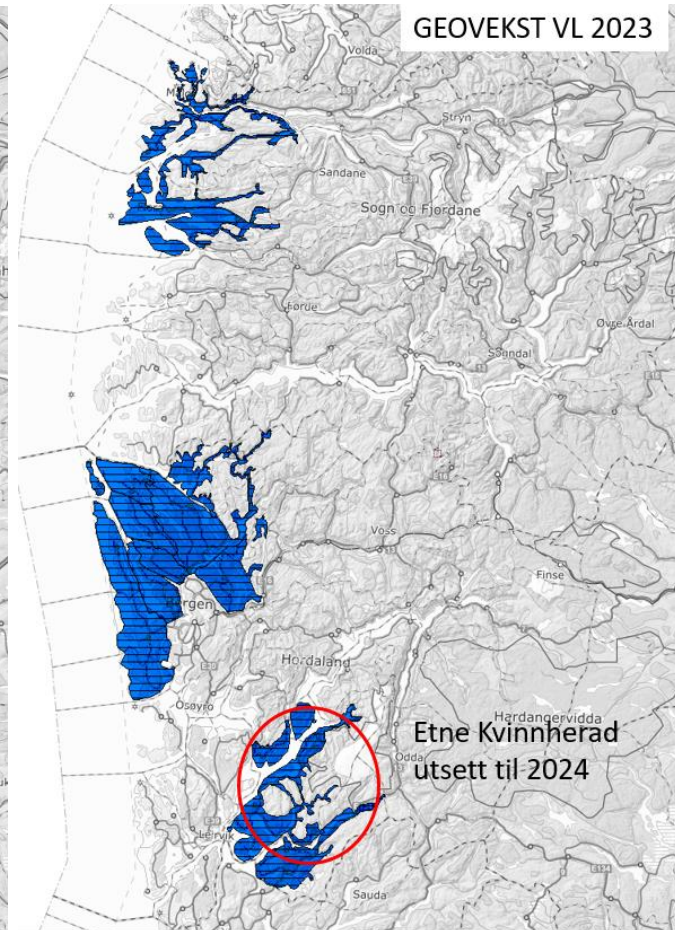 GEOVEKST VL 2023
Volda
Stryn
Sandane
Sogn og Fjordane
Førde
Øvre Årdal
Sogndal
Voss
Finse
Hordaland
Osøyro
Hardangervidda
Etne Kvinnherad
utsett til 2024
Odda
Leirvik
Sauda
E134